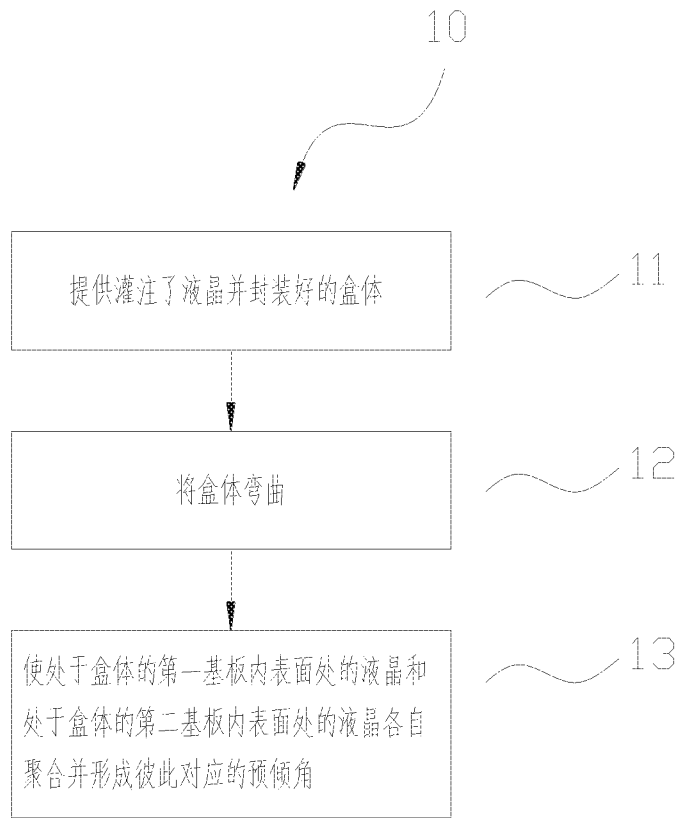 10
提供灌注了液晶并封装好的盒体
11
将盒体弯曲
12
使处于盒体的第一基板内表面处的液晶和
处于盒体的第二基板内表面处的液晶各自
聚合并形成彼此对应的预倾角
13